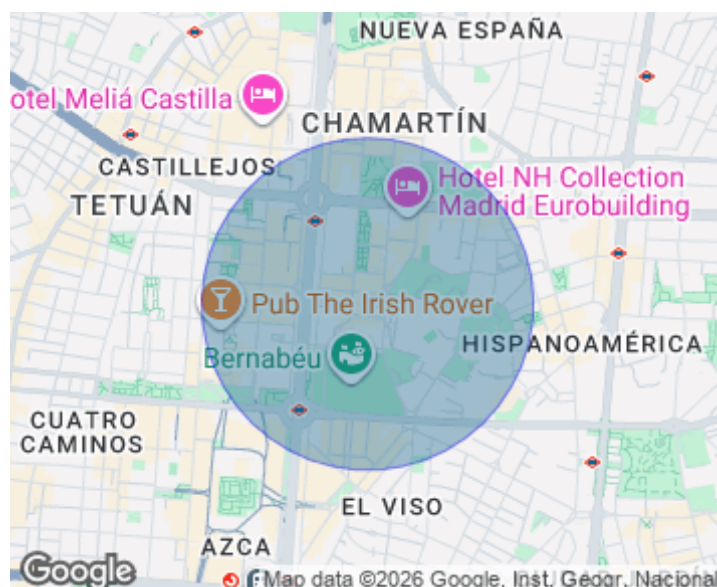 NUEVA ESPAÑA
otel Meliá Castilla
CHAMARTÍN
CASTILLEJOS
Hotel NH Collection
Madrid Eurobuilding
TETUÁN
Pub The Irish Rover
Bernabéu
HISPANOAMÉRICA
CUATRO
CAMINOS
EL VISO
AZCA
Google
Map data ©2026 Google, Inst. Geogr. Nacional